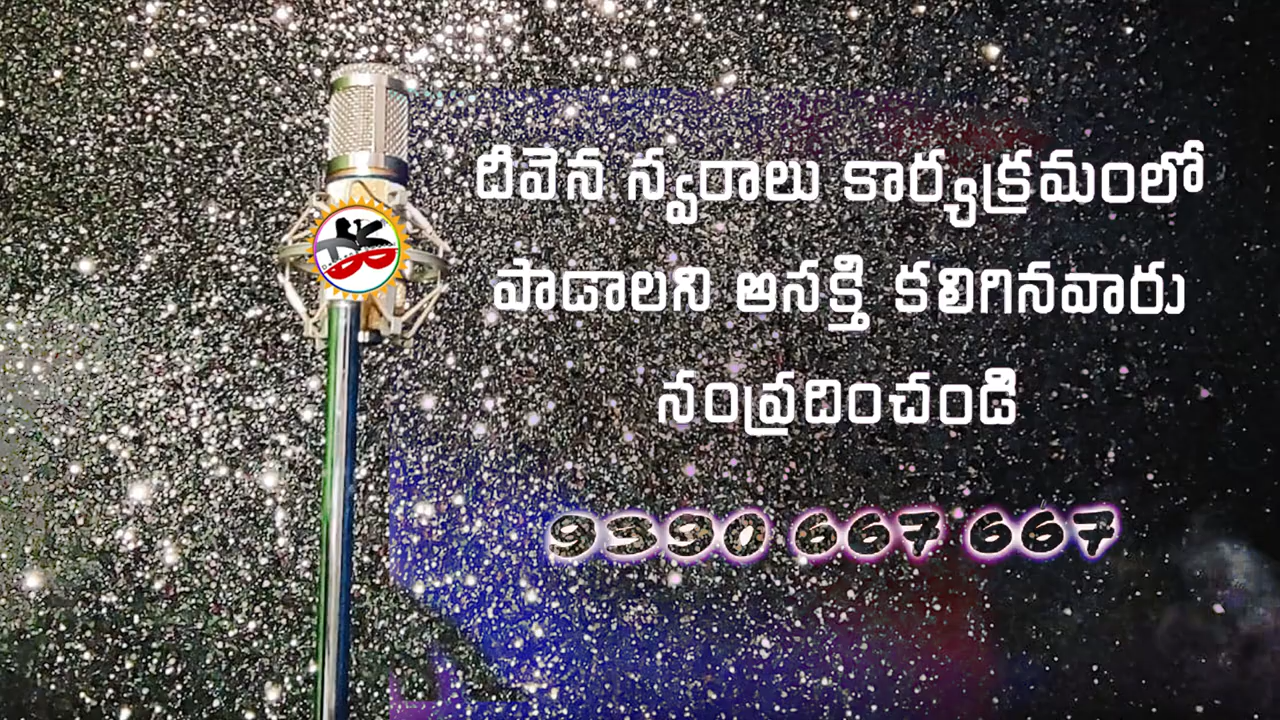 దీవెన స్వరాలు కార్యక్రమంలో
పాడాలని ఆసక్తి కలిగినవారు
సంప్రదించండి
9390 667 667